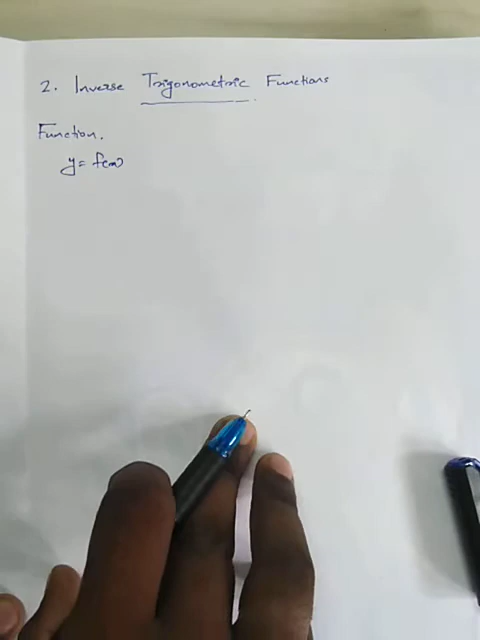 2. Inverse Trigonometric Functions
Function.
y = f(x)